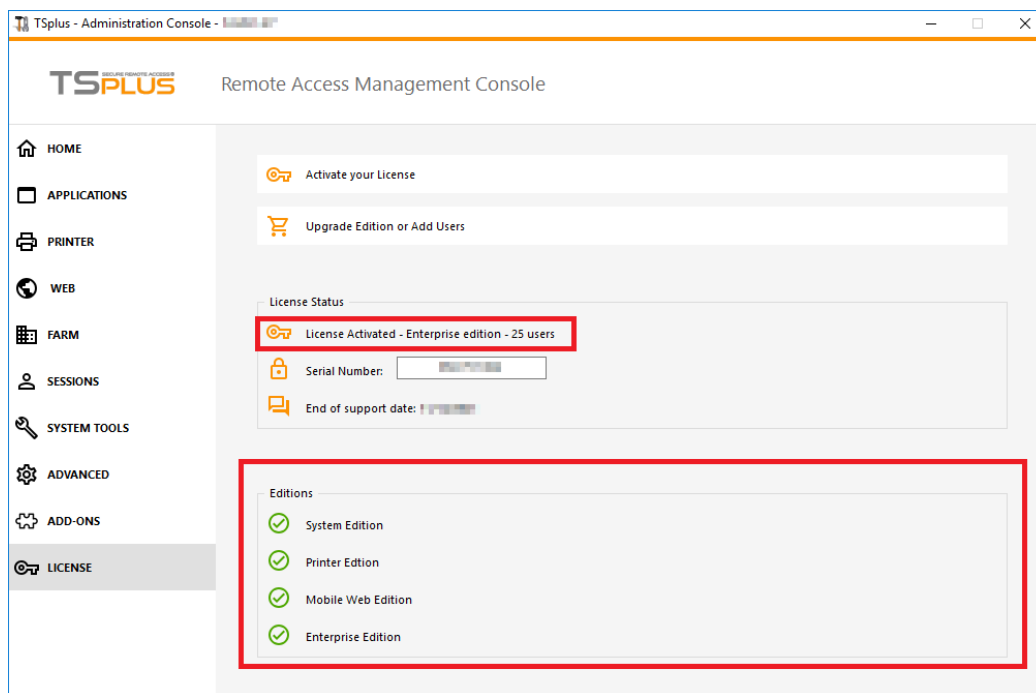 TSplus - Administration Console -
TSPLUS
SECURE REMOTE ACCESS
Remote Access Management Console
HOME
APPLICATIONS
PRINTER
WEB
FARM
SESSIONS
SYSTEM TOOLS
ADVANCED
ADD-ONS
LICENSE
Activate your License
Upgrade Edition or Add Users
License Status
License Activated - Enterprise edition - 25 users
Serial Number:
End of support date:
Editions
System Edition
Printer Edtion
Mobile Web Edition
Enterprise Edition